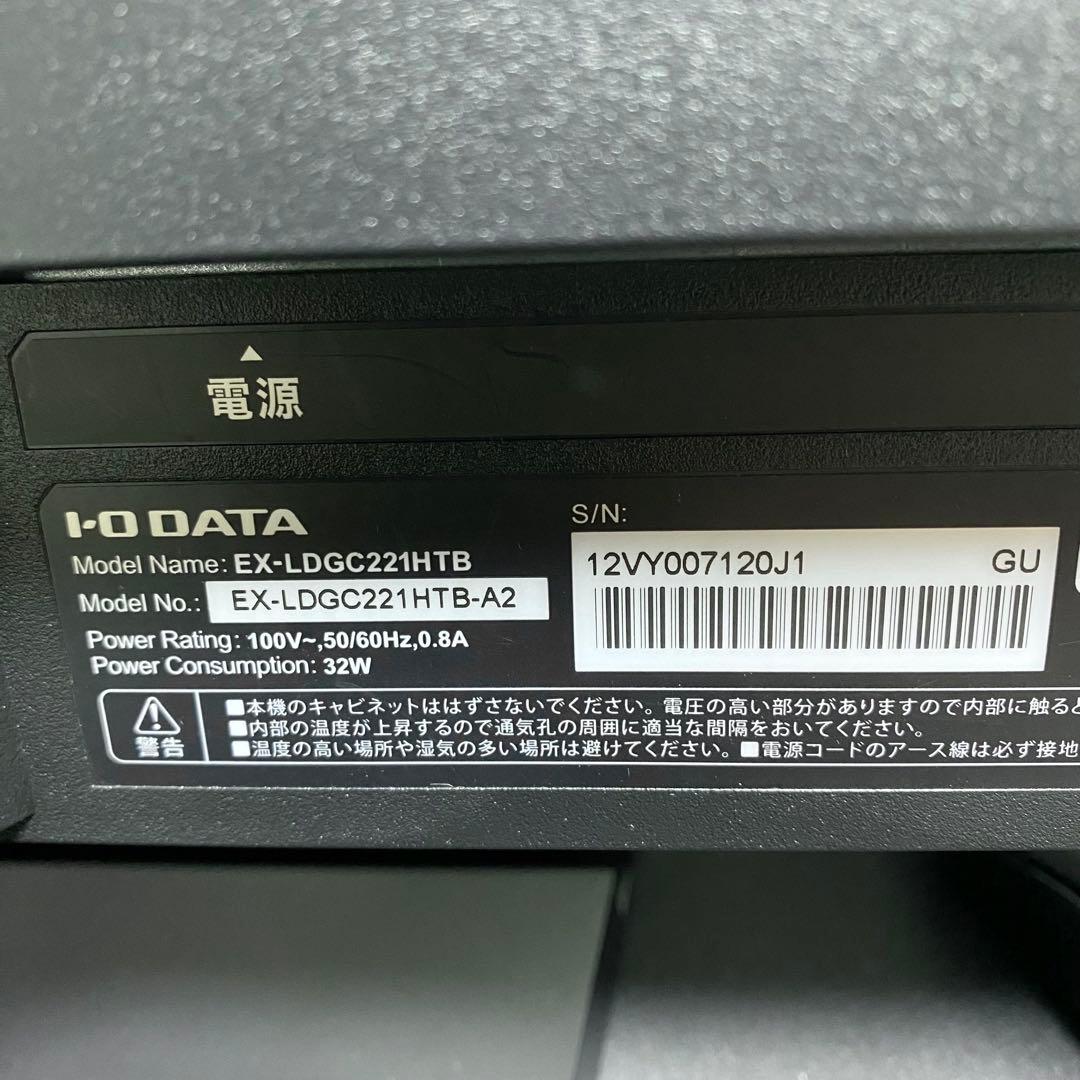 電源
I-O DATA
Model Name: EX-LDGC221HTB
Model No.: EX-LDGC221HTB-A2
Power Rating: 100V~,50/60Hz,0.8A
Power Consumption: 32W
S/N:
12VY007120J1 GU
警告
■本機のキャビネットははずさないでください。電圧の高い部分がありますので内部に触ると
■内部の温度が上昇するので通気孔の周囲に適当な間隔をおいてください。
■温度の高い場所や湿気の多い場所は避けてください。■電源コードのアース線は必ず接地